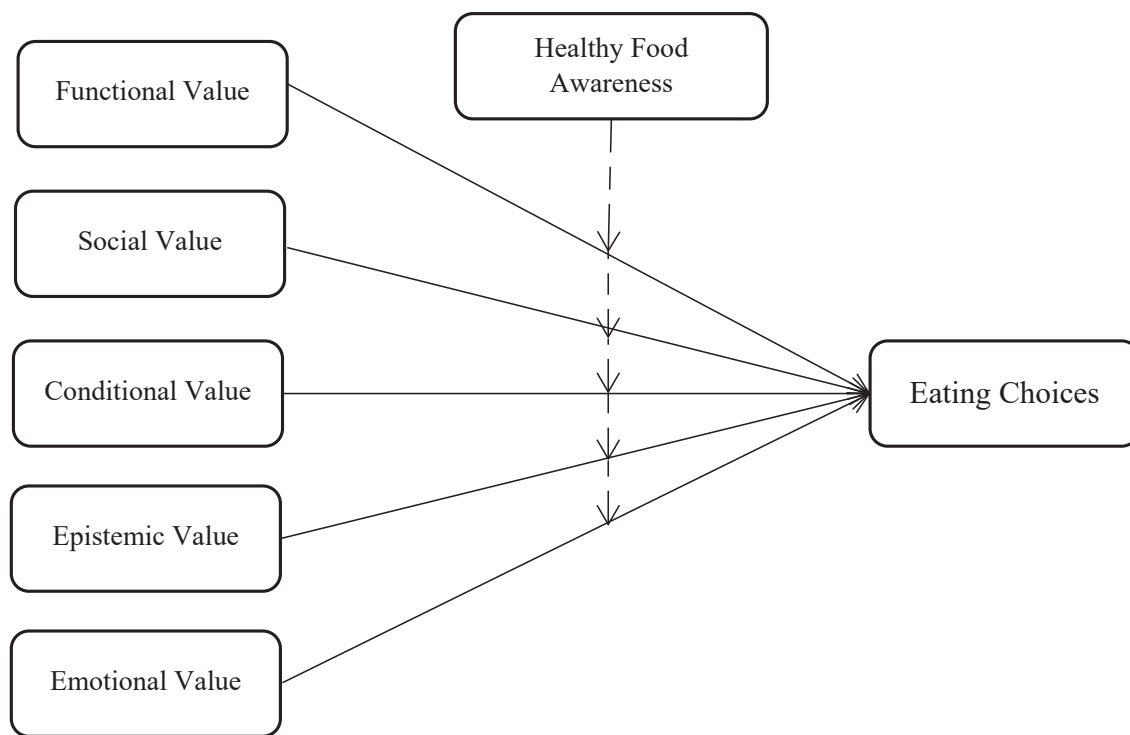 Healthy Food
Awareness
Functional Value
Social Value
Conditional Value
Eating Choices
Epistemic Value
Emotional Value